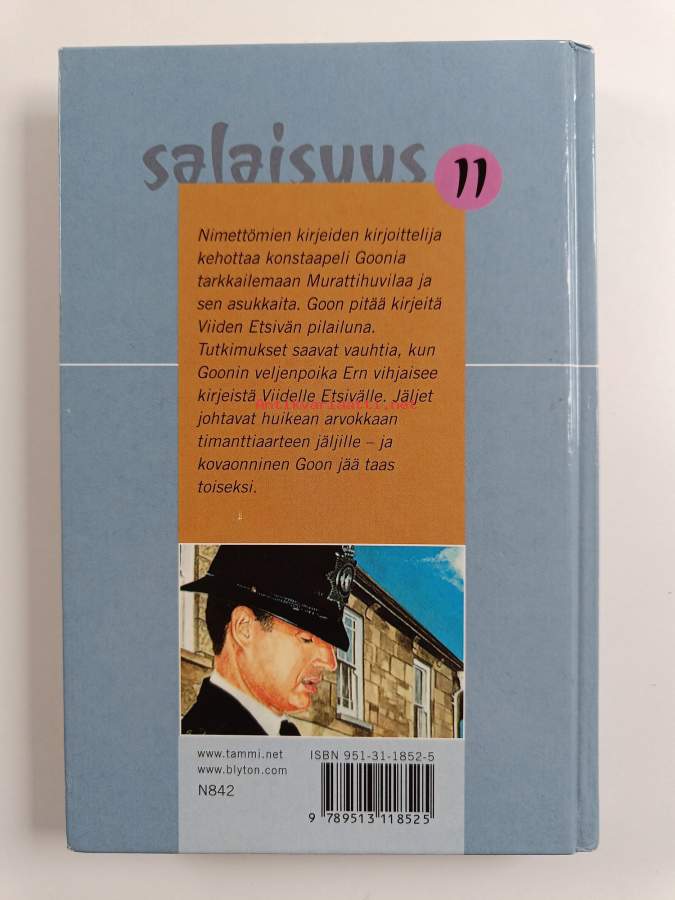 salaisuus 11
Nimettömien kirjeiden kirjoittelija
kehottaa konstaapeli Goonia
tarkkailemaan Murattihuvilaa ja
sen asukkaita. Goon pitää kirjeitä
Viiden Etsivän pilailuna.
Tutkimukset saavat vauhtia, kun
Goonin veljenpoika Ern vihjaisee
kirjeistä Viidelle Etsivälle. Jäljet
Antikvariaatti.net
johtavat huikean arvokkaan
timanttiaarteen jäljille – ja
kovaonninen Goon jää taas
toiseksi.
www.tammi.net
www.blyton.com
N842
ISBN 951-31-1852-5
9 789513 118525